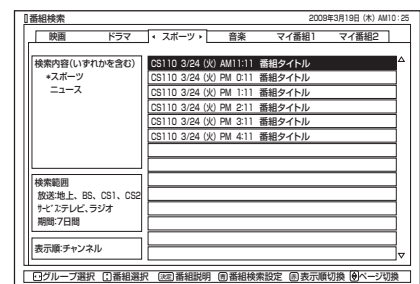 番組検索
2009年3月19日 (木) AM10:25
映画 ドラマ スポーツ 音楽 マイ番組1 マイ番組2
検索内容(いずれかを含む)
*スポーツ
ニュース
CS110 3/24 (火) AM11:11 番組タイトル
CS110 3/24 (火) PM 0:11 番組タイトル
CS110 3/24 (火) PM 1:11 番組タイトル
CS110 3/24 (火) PM 2:11 番組タイトル
CS110 3/24 (火) PM 3:11 番組タイトル
CS110 3/24 (火) PM 4:11 番組タイトル
検索範囲
放送:地上、BS、CS1、CS2
サービス:テレビ、ラジオ
期間:7日間
表示順:チャンネル
グループ選択 番組選択 決定 番組説明 青 番組検索設定 赤 表示順切換 ページ切換